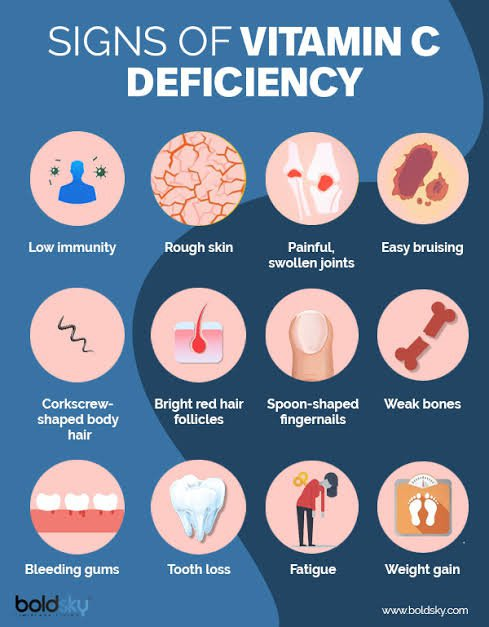 SIGNS OF VITAMIN C
DEFICIENCY
Low immunity
Rough skin
Painful,
swollen joints
Easy bruising
Corkscrew-
shaped body
hair
Bright red hair
follicles
Spoon-shaped
fingernails
Weak bones
Bleeding gums
Tooth loss
Fatigue
Weight gain
boldsky
www.boldsky.com